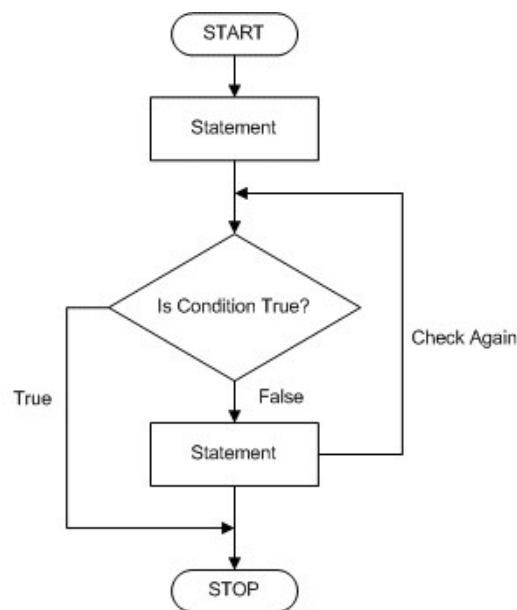 START
Statement
Is Condition True?
Check Again
True
False
Statement
STOP